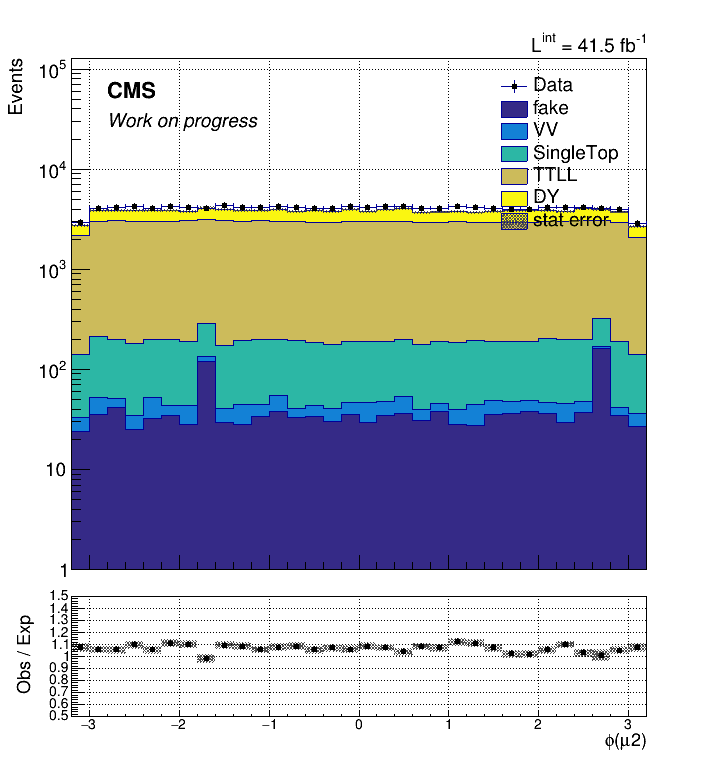 L^int = 41.5 fb^-1
Events
10^5
10^4
10^3
10^2
10
1
CMS
Work on progress
Data
fake
VV
SingleTop
TTLL
DY
stat error
Obs / Exp
1.5
1.4
1.3
1.2
1.1
1
0.9
0.8
0.7
0.6
0.5
−3 −2 −1 0 1 2 3
ϕ(μ2)